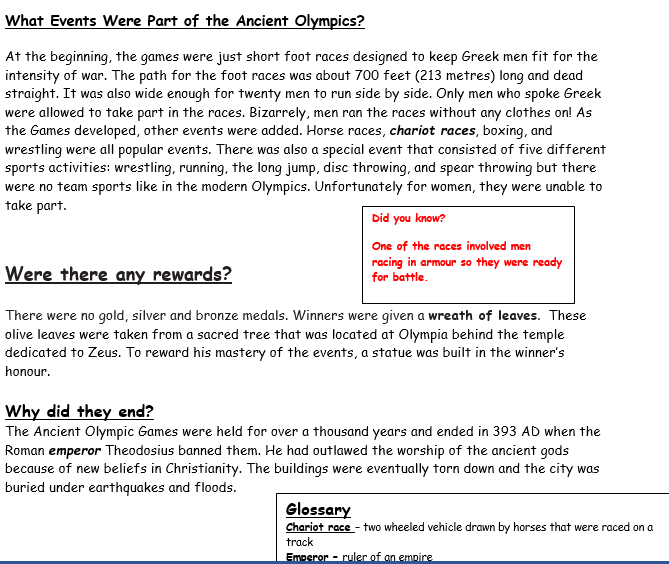 What Events Were Part of the Ancient Olympics?
At the beginning, the games were just short foot races designed to keep Greek men fit for the
intensity of war. The path for the foot races was about 700 feet (213 metres) long and dead
straight. It was also wide enough for twenty men to run side by side. Only men who spoke Greek
were allowed to take part in the races. Bizarrely, men ran the races without any clothes on! As
the Games developed, other events were added. Horse races, chariot races, boxing, and
wrestling were all popular events. There was also a special event that consisted of five different
sports activities: wrestling, running, the long jump, disc throwing, and spear throwing but there
were no team sports like in the modern Olympics. Unfortunately for women, they were unable to
take part.
Did you know?
One of the races involved men
racing in armour so they were ready
for battle.
Were there any rewards?
There were no gold, silver and bronze medals. Winners were given a wreath of leaves. These
olive leaves were taken from a sacred tree that was located at Olympia behind the temple
dedicated to Zeus. To reward his mastery of the events, a statue was built in the winner's
honour.
Why did they end?
The Ancient Olympic Games were held for over a thousand years and ended in 393 AD when the
Roman emperor Theodosius banned them. He had outlawed the worship of the ancient gods
because of new beliefs in Christianity. The buildings were eventually torn down and the city was
buried under earthquakes and floods.
Glossary
Chariot race – two wheeled vehicle drawn by horses that were raced on a
track
Emperor – ruler of an empire